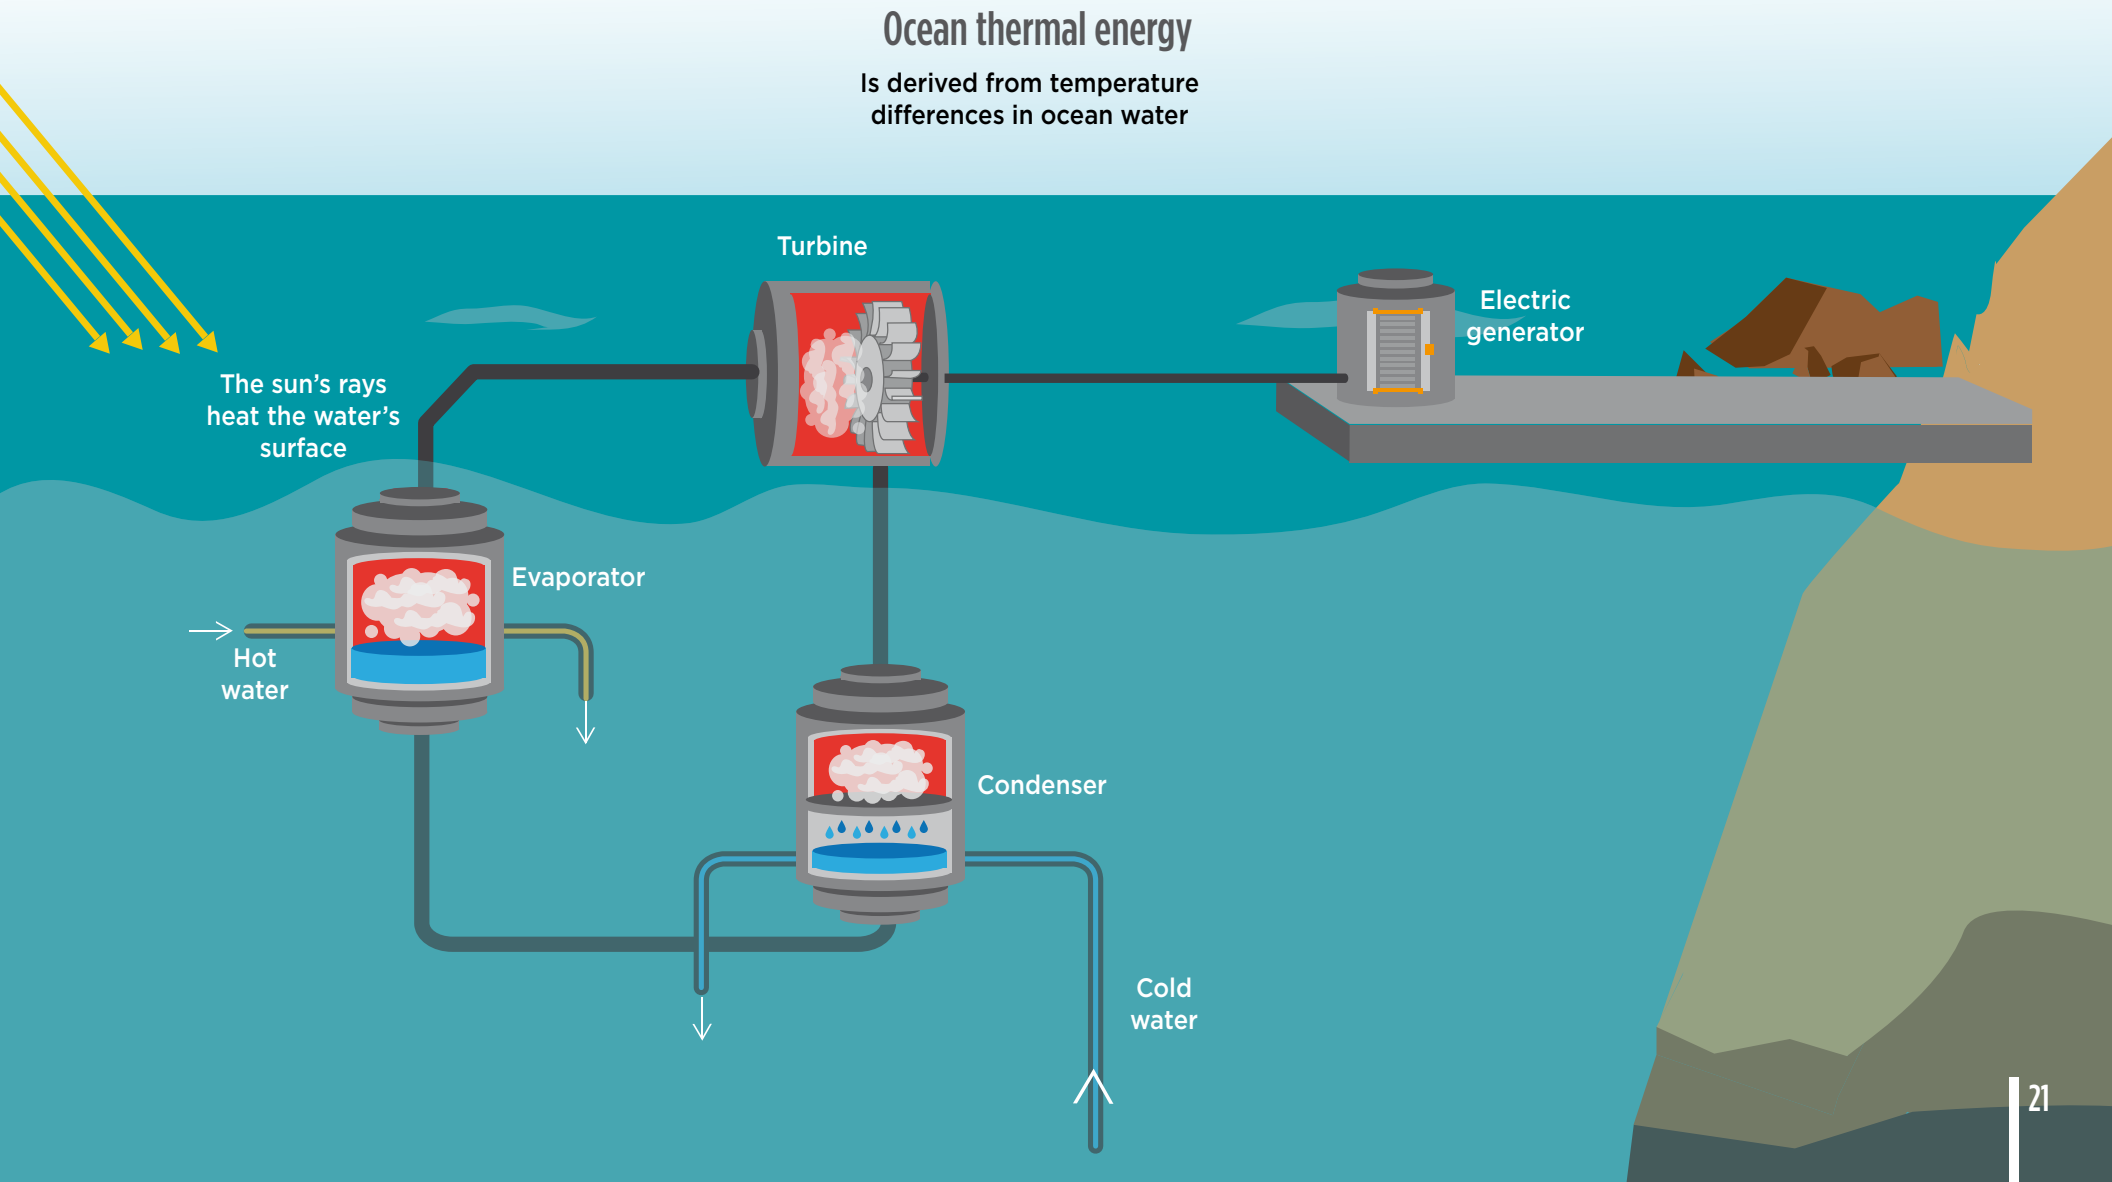 Ocean thermal energy
Is derived from temperature
differences in ocean water
Turbine
Electric
generator
The sun's rays
heat the water's
surface
Evaporator
Hot
water
Condenser
Cold
water
21